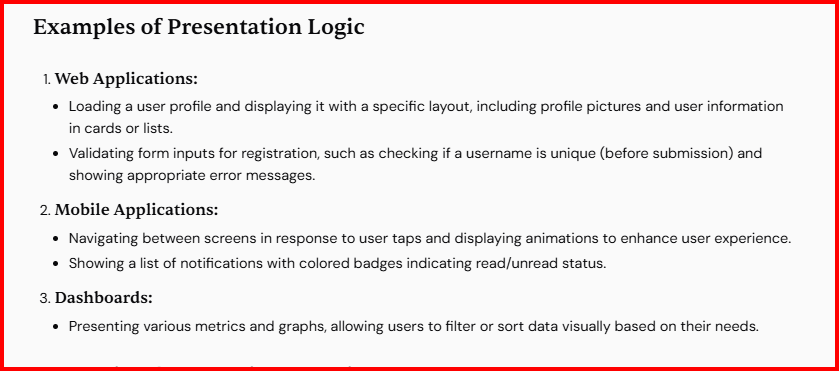 Examples of Presentation Logic
1. Web Applications:
• Loading a user profile and displaying it with a specific layout, including profile pictures and user information
in cards or lists.
• Validating form inputs for registration, such as checking if a username is unique (before submission) and
showing appropriate error messages.
2. Mobile Applications:
• Navigating between screens in response to user taps and displaying animations to enhance user experience.
• Showing a list of notifications with colored badges indicating read/unread status.
3. Dashboards:
• Presenting various metrics and graphs, allowing users to filter or sort data visually based on their needs.